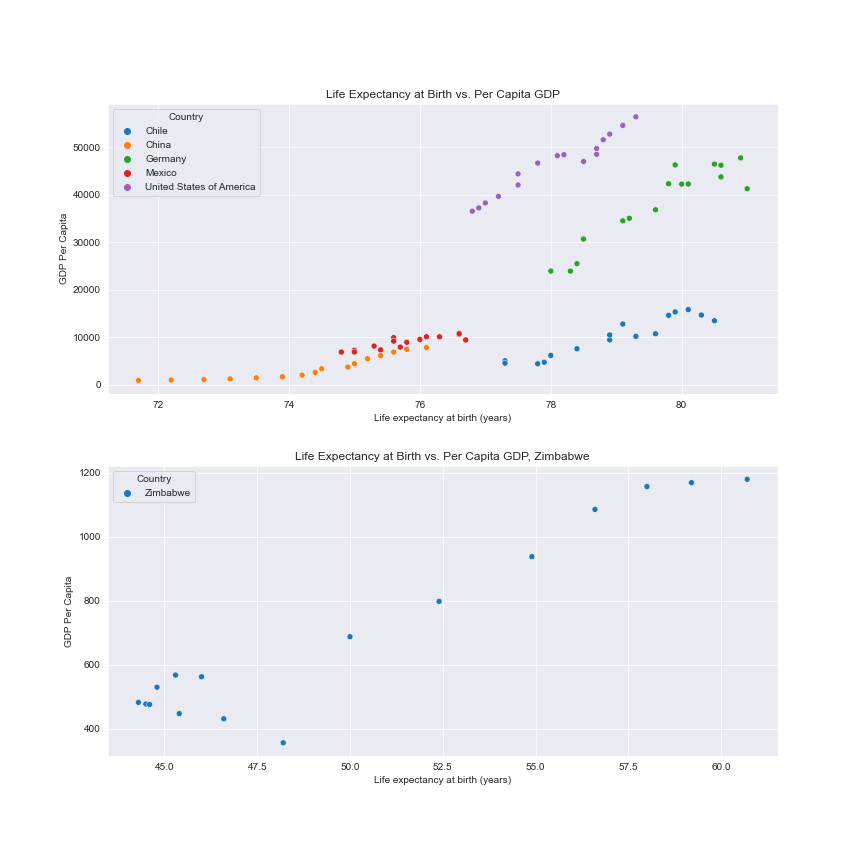 Life Expectancy at Birth vs. Per Capita GDP
Country
Chile
China
Germany
Mexico
United States of America
GDP Per Capita
50000
40000
30000
20000
10000
0
72 74 76 78 80
Life expectancy at birth (years)
Life Expectancy at Birth vs. Per Capita GDP, Zimbabwe
Country
Zimbabwe
GDP Per Capita
1200
1000
800
600
400
45.0 47.5 50.0 52.5 55.0 57.5 60.0
Life expectancy at birth (years)